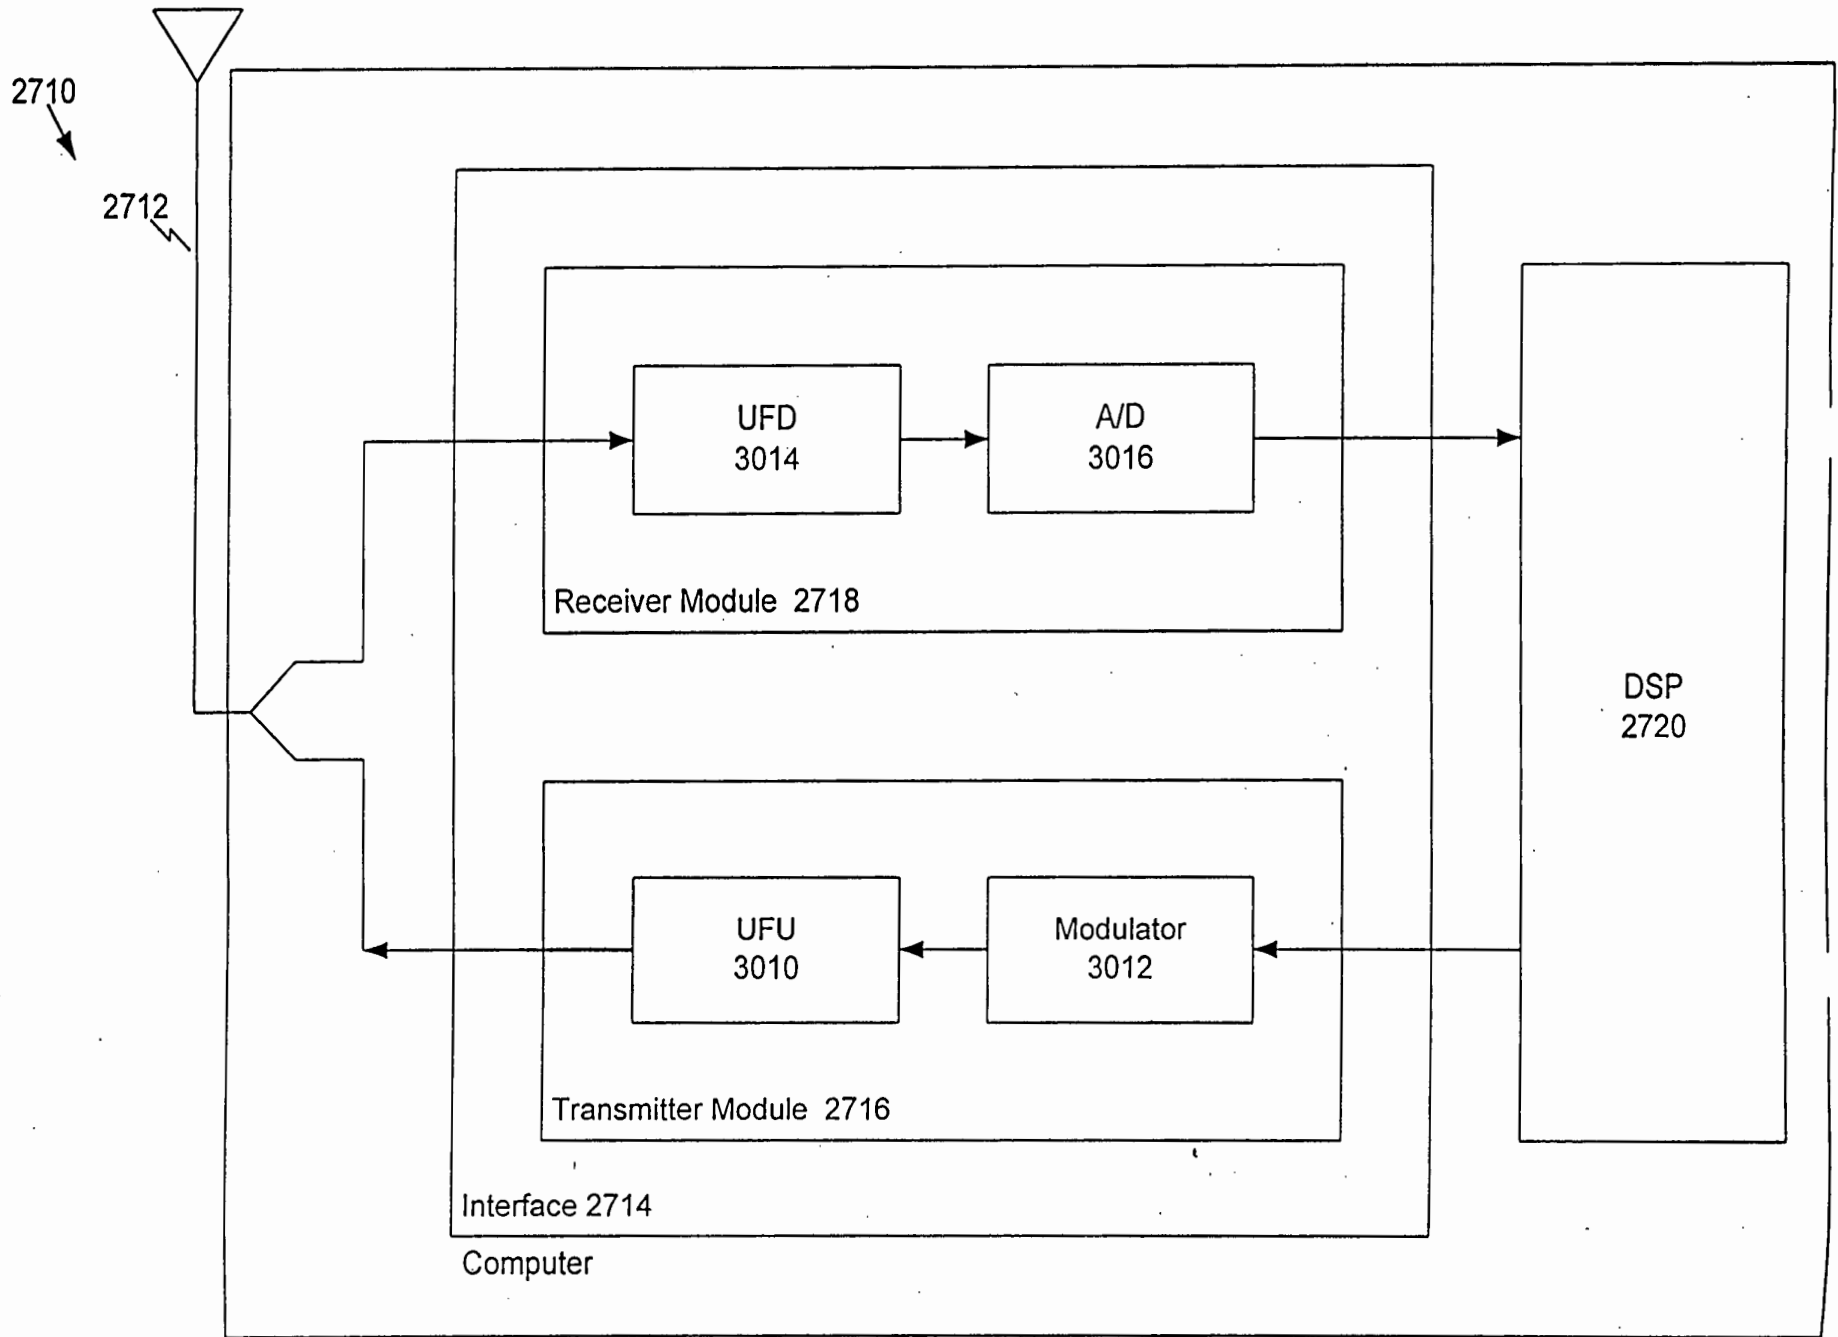 2710
2712
UFD
3014
A/D
3016
Receiver Module 2718
DSP
2720
UFU
3010
Modulator
3012
Transmitter Module 2716
Interface 2714
Computer